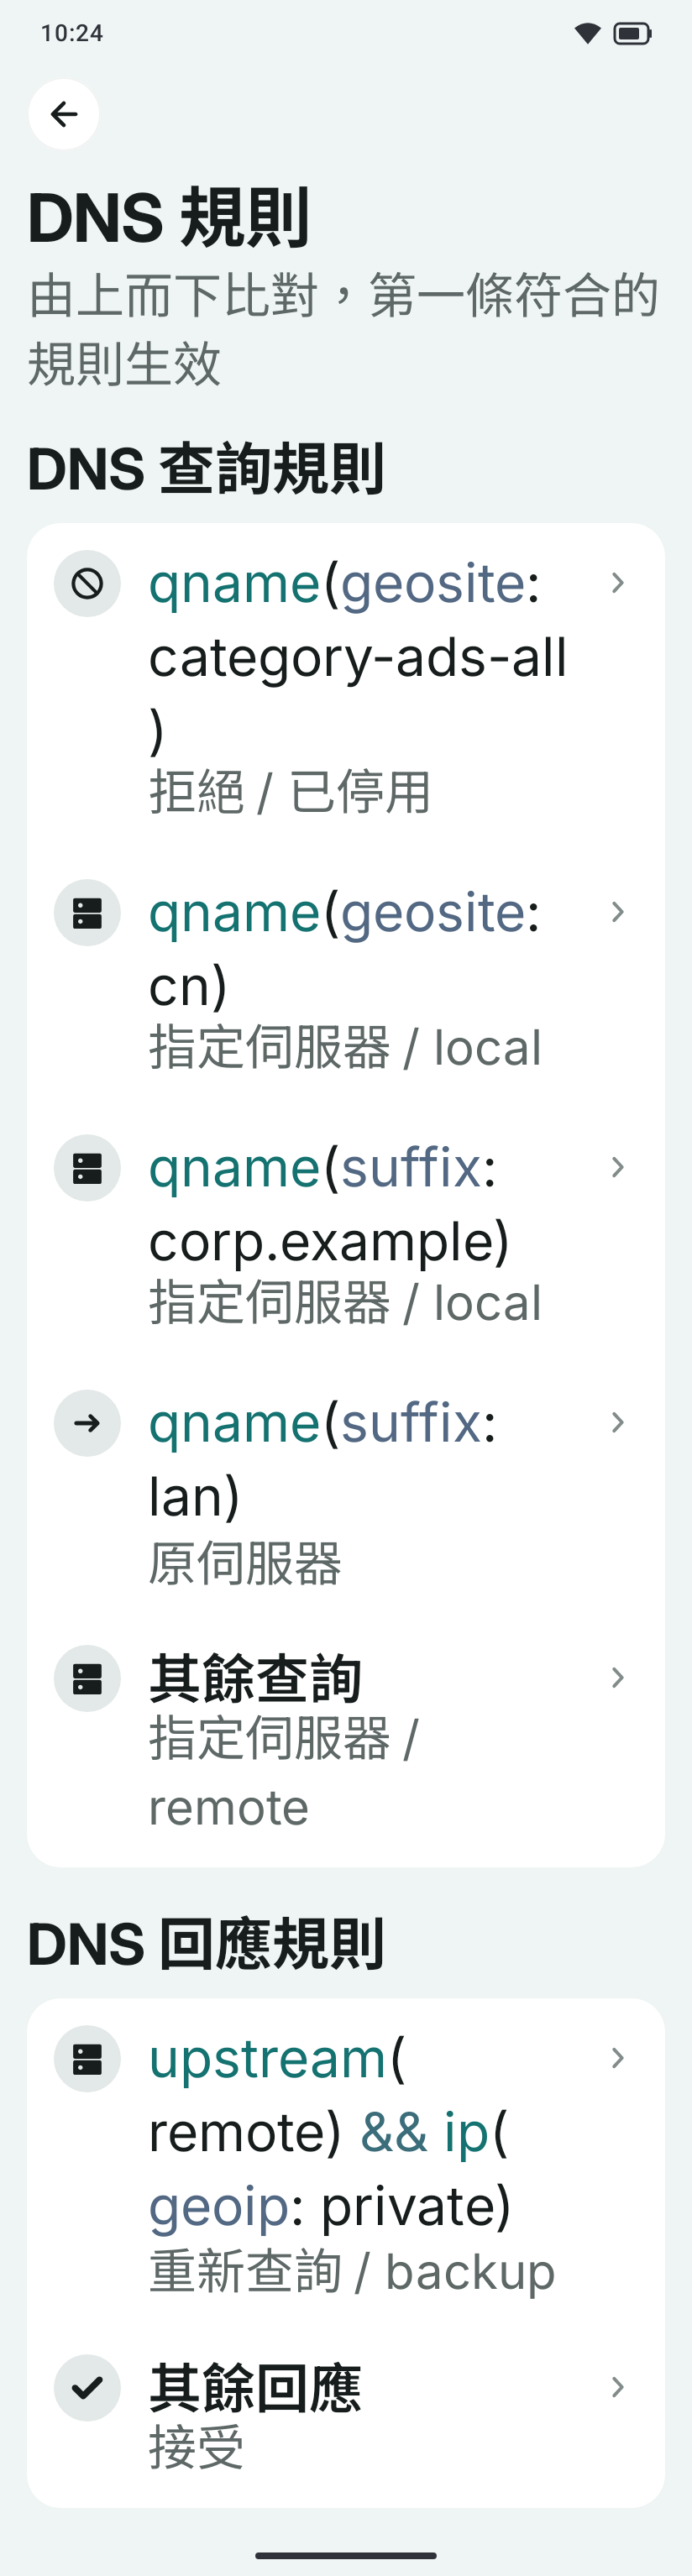 10:24
DNS 規則
由上而下比對，第一條符合的
規則生效
DNS 查詢規則
qname(geosite:
category-ads-all
)
拒絕 / 已停用
qname(geosite:
cn)
指定伺服器 / local
qname(suffix:
corp.example)
指定伺服器 / local
qname(suffix:
lan)
原伺服器
其餘查詢
指定伺服器 /
remote
DNS 回應規則
upstream(
remote) && ip(
geoip: private)
重新查詢 / backup
其餘回應
接受